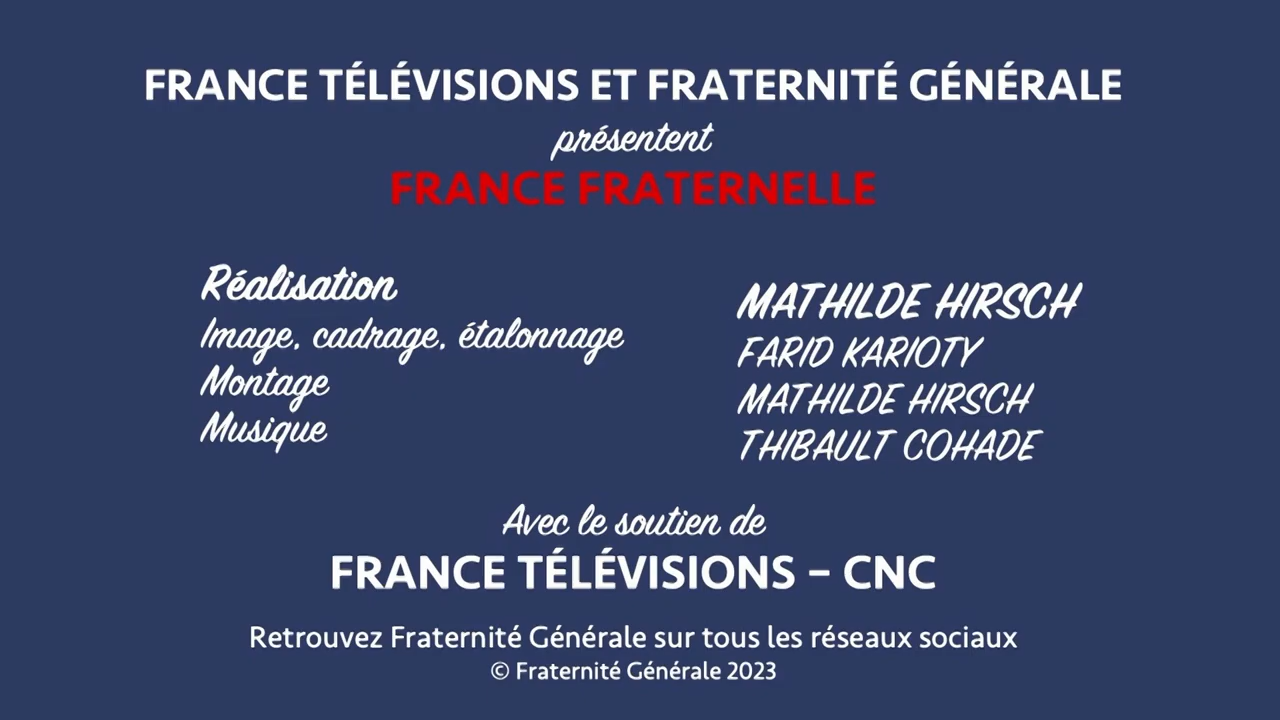 FRANCE TÉLÉVISIONS ET FRATERNITÉ GÉNÉRALE
présentent
FRANCE FRATERNELLE
Réalisation MATHILDE HIRSCH
Image, cadrage, étalonnage FARID KARIOTY
Montage MATHILDE HIRSCH
Musique THIBAULT COHADE
Avec le soutien de
FRANCE TÉLÉVISIONS – CNC
Retrouvez Fraternité Générale sur tous les réseaux sociaux
© Fraternité Générale 2023